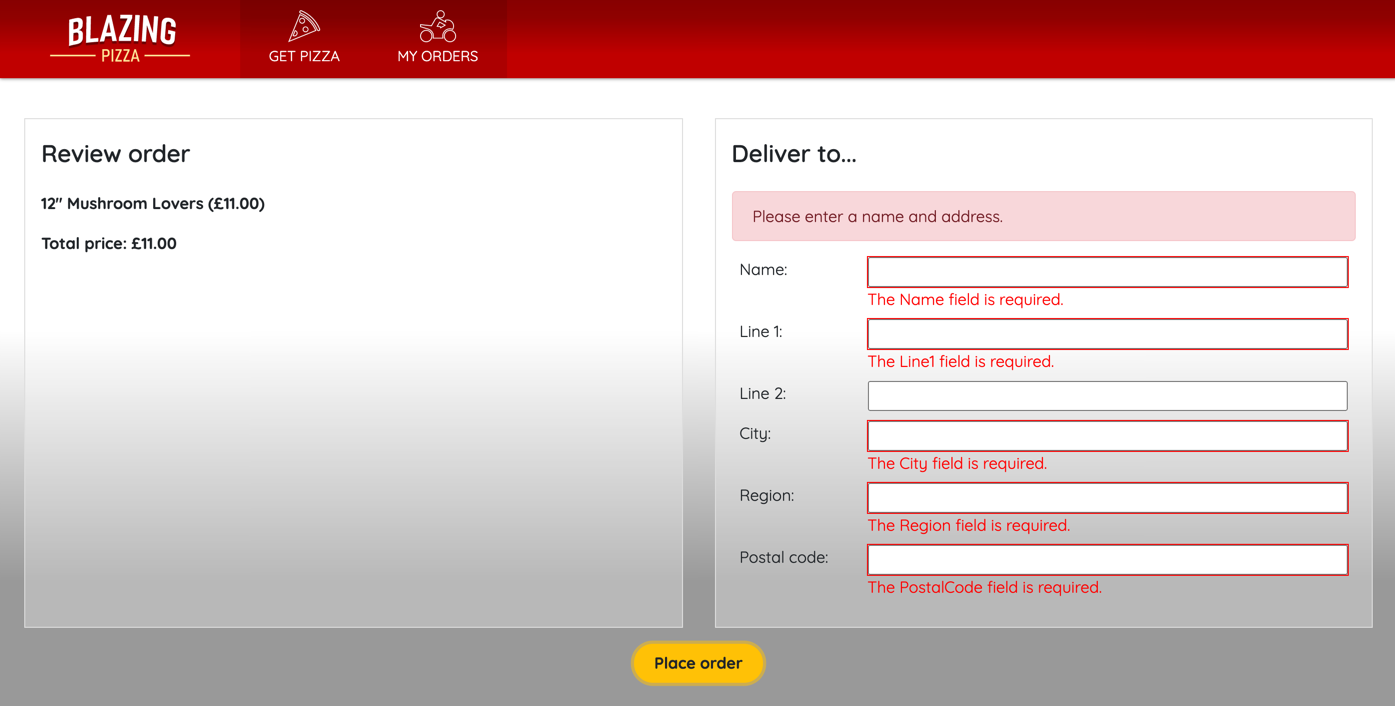 BLAZING
PIZZA
GET PIZZA
MY ORDERS
Review order
12" Mushroom Lovers (£11.00)
Total price: £11.00
Deliver to...
Please enter a name and address.
Name:
The Name field is required.
Line 1:
The Line1 field is required.
Line 2:
City:
The City field is required.
Region:
The Region field is required.
Postal code:
The PostalCode field is required.
Place order